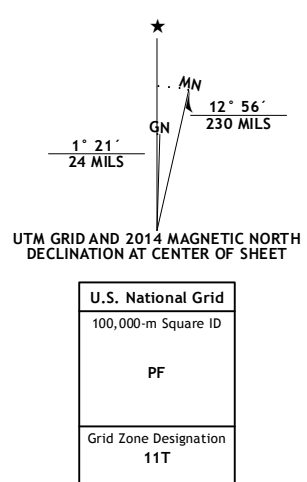 ★
MN
12° 56´
230 MILS
GN
1° 21´
24 MILS
UTM GRID AND 2014 MAGNETIC NORTH
DECLINATION AT CENTER OF SHEET
U.S. National Grid
100,000-m Square ID
PF
Grid Zone Designation
11T